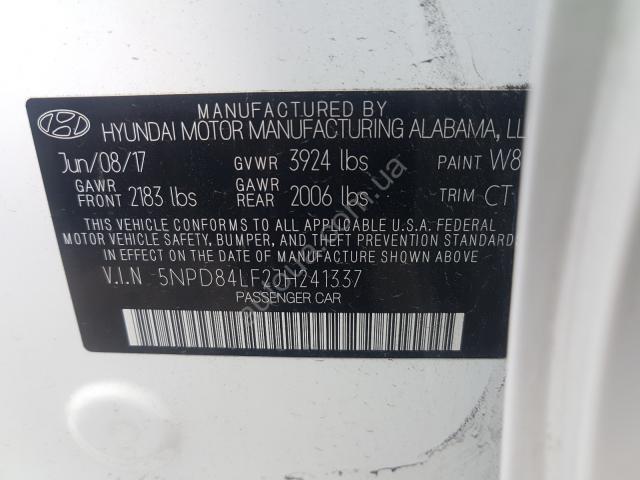 MANUFACTURED BY
HYUNDAI MOTOR MANUFACTURING ALABAMA, LL
Jun/08/17 GVWR 3924 lbs PAINT W8
GAWR FRONT 2183 lbs GAWR REAR 2006 lbs TRIM CT
THIS VEHICLE CONFORMS TO ALL APPLICABLE U.S.A. FEDERAL
MOTOR VEHICLE SAFETY, BUMPER, AND THEFT PREVENTION STANDARDS
IN EFFECT ON THE DATE OF MANUFACTURE SHOWN ABOVE
V.I.N 5NPD84LF2JH241337
PASSENGER CAR